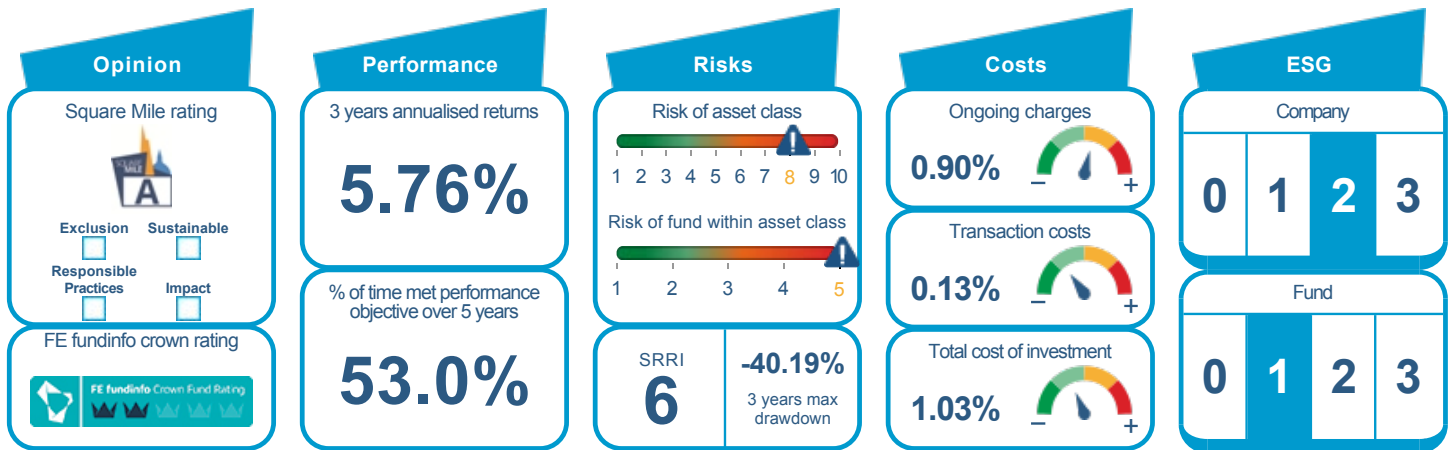 Opinion
Square Mile rating
SQUARE
MILE
A
Exclusion
Sustainable
Responsible
Practices
Impact
FE fundinfo crown rating
FE fundinfo Crown Fund Rating
Performance
3 years annualised returns
5.76%
% of time met performance
objective over 5 years
53.0%
Risks
Risk of asset class
1 2 3 4 5 6 7 8 9 10
Risk of fund within asset class
1 2 3 4 5
SRRI
6
-40.19%
3 years max
drawdown
Costs
Ongoing charges
0.90%
– +
Transaction costs
0.13%
– +
Total cost of investment
1.03%
– +
ESG
Company
0 1 2 3
Fund
0 1 2 3